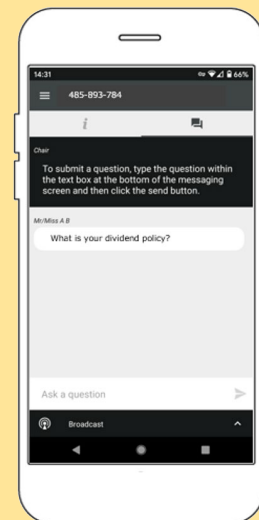 14:31
66%
485-893-784
i
Chair
To submit a question, type the question within
the text box at the bottom of the messaging
screen and then click the send button.
Mr/Miss A B
What is your dividend policy?
Ask a question
Broadcast